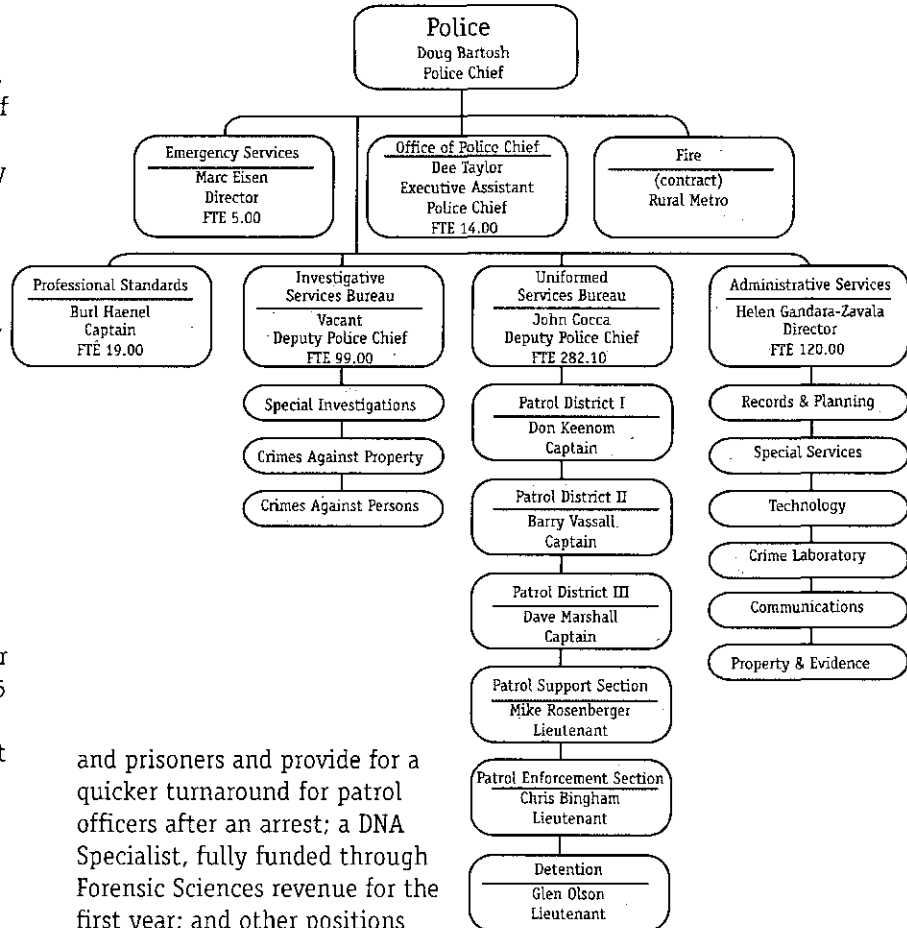 Police
Doug Bartosh
Police Chief
Emergency Services
Marc Eisen
Director
FTE 5.00
Office of Police Chief
Dee Taylor
Executive Assistant
Police Chief
FTE 14.00
Fire
(contract)
Rural Metro
Professional Standards
Burl Haenel
Captain
FTE 19.00
Investigative
Services Bureau
Vacant
Deputy Police Chief
FTE 99.00
Special Investigations
Crimes Against Property
Crimes Against Persons
Uniformed
Services Bureau
John Cocca
Deputy Police Chief
FTE 282.10
Patrol District I
Don Keenom
Captain
Patrol District II
Barry Vassall
Captain
Patrol District III
Dave Marshall
Captain
Patrol Support Section
Mike Rosenberger
Lieutenant
Patrol Enforcement Section
Chris Bingham
Lieutenant
Detention
Glen Olson
Lieutenant
Administrative Services
Helen Gandara-Zavala
Director
FTE 120.00
Records & Planning
Special Services
Technology
Crime Laboratory
Communications
Property & Evidence
and prisoners and provide for a
quicker turnaround for patrol
officers after an arrest; a DNA
Specialist, fully funded through
Forensic Sciences revenue for the
first year; and other positions